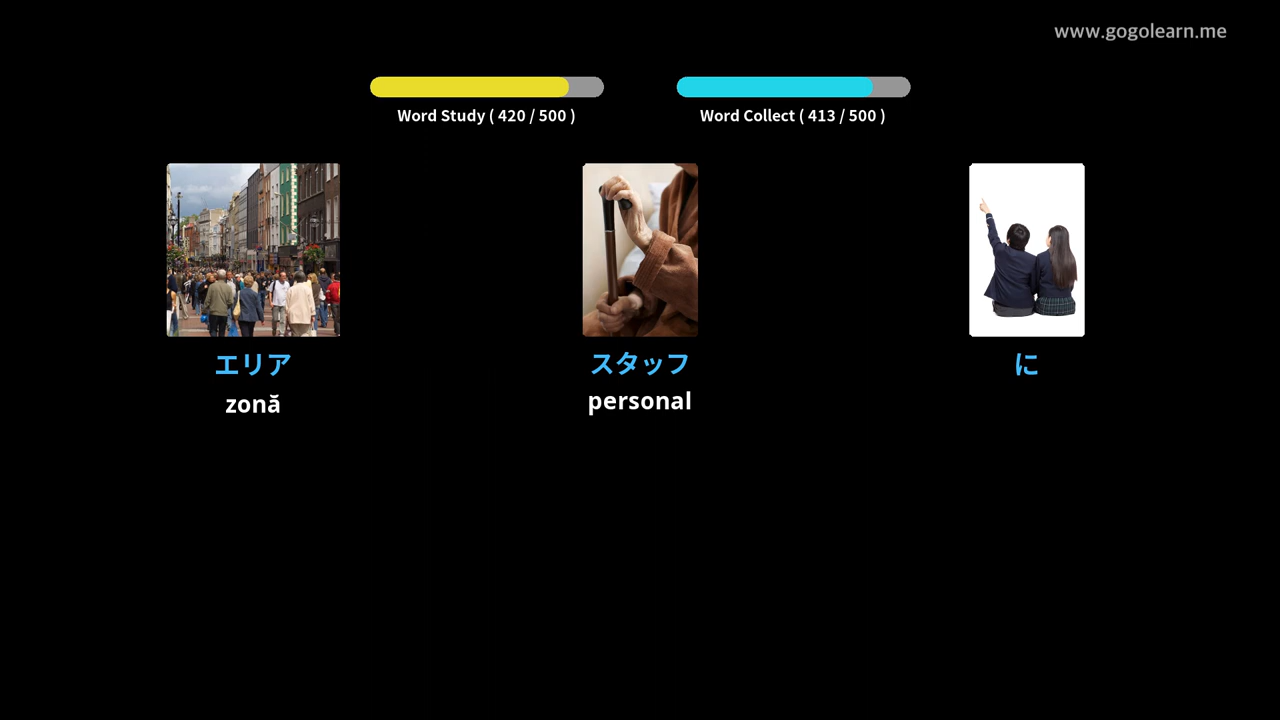 www.gogolearn.me
Word Study ( 420 / 500 )
Word Collect ( 413 / 500 )
エリア
スタッフ
に
zonă
personal